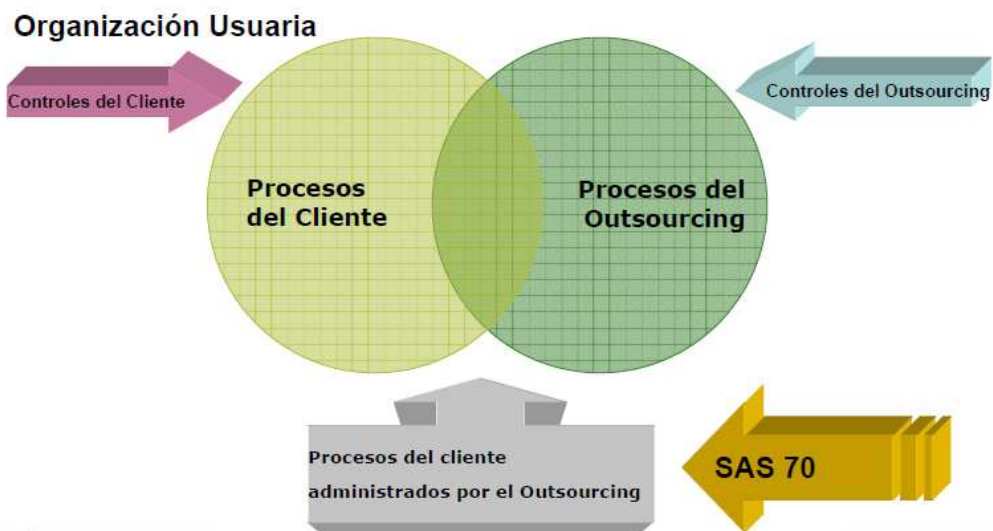 Organización Usuaria
Controles del Cliente
Controles del Outsourcing
Procesos
del Cliente
Procesos del
Outsourcing
Procesos del cliente
administrados por el Outsourcing
SAS 70